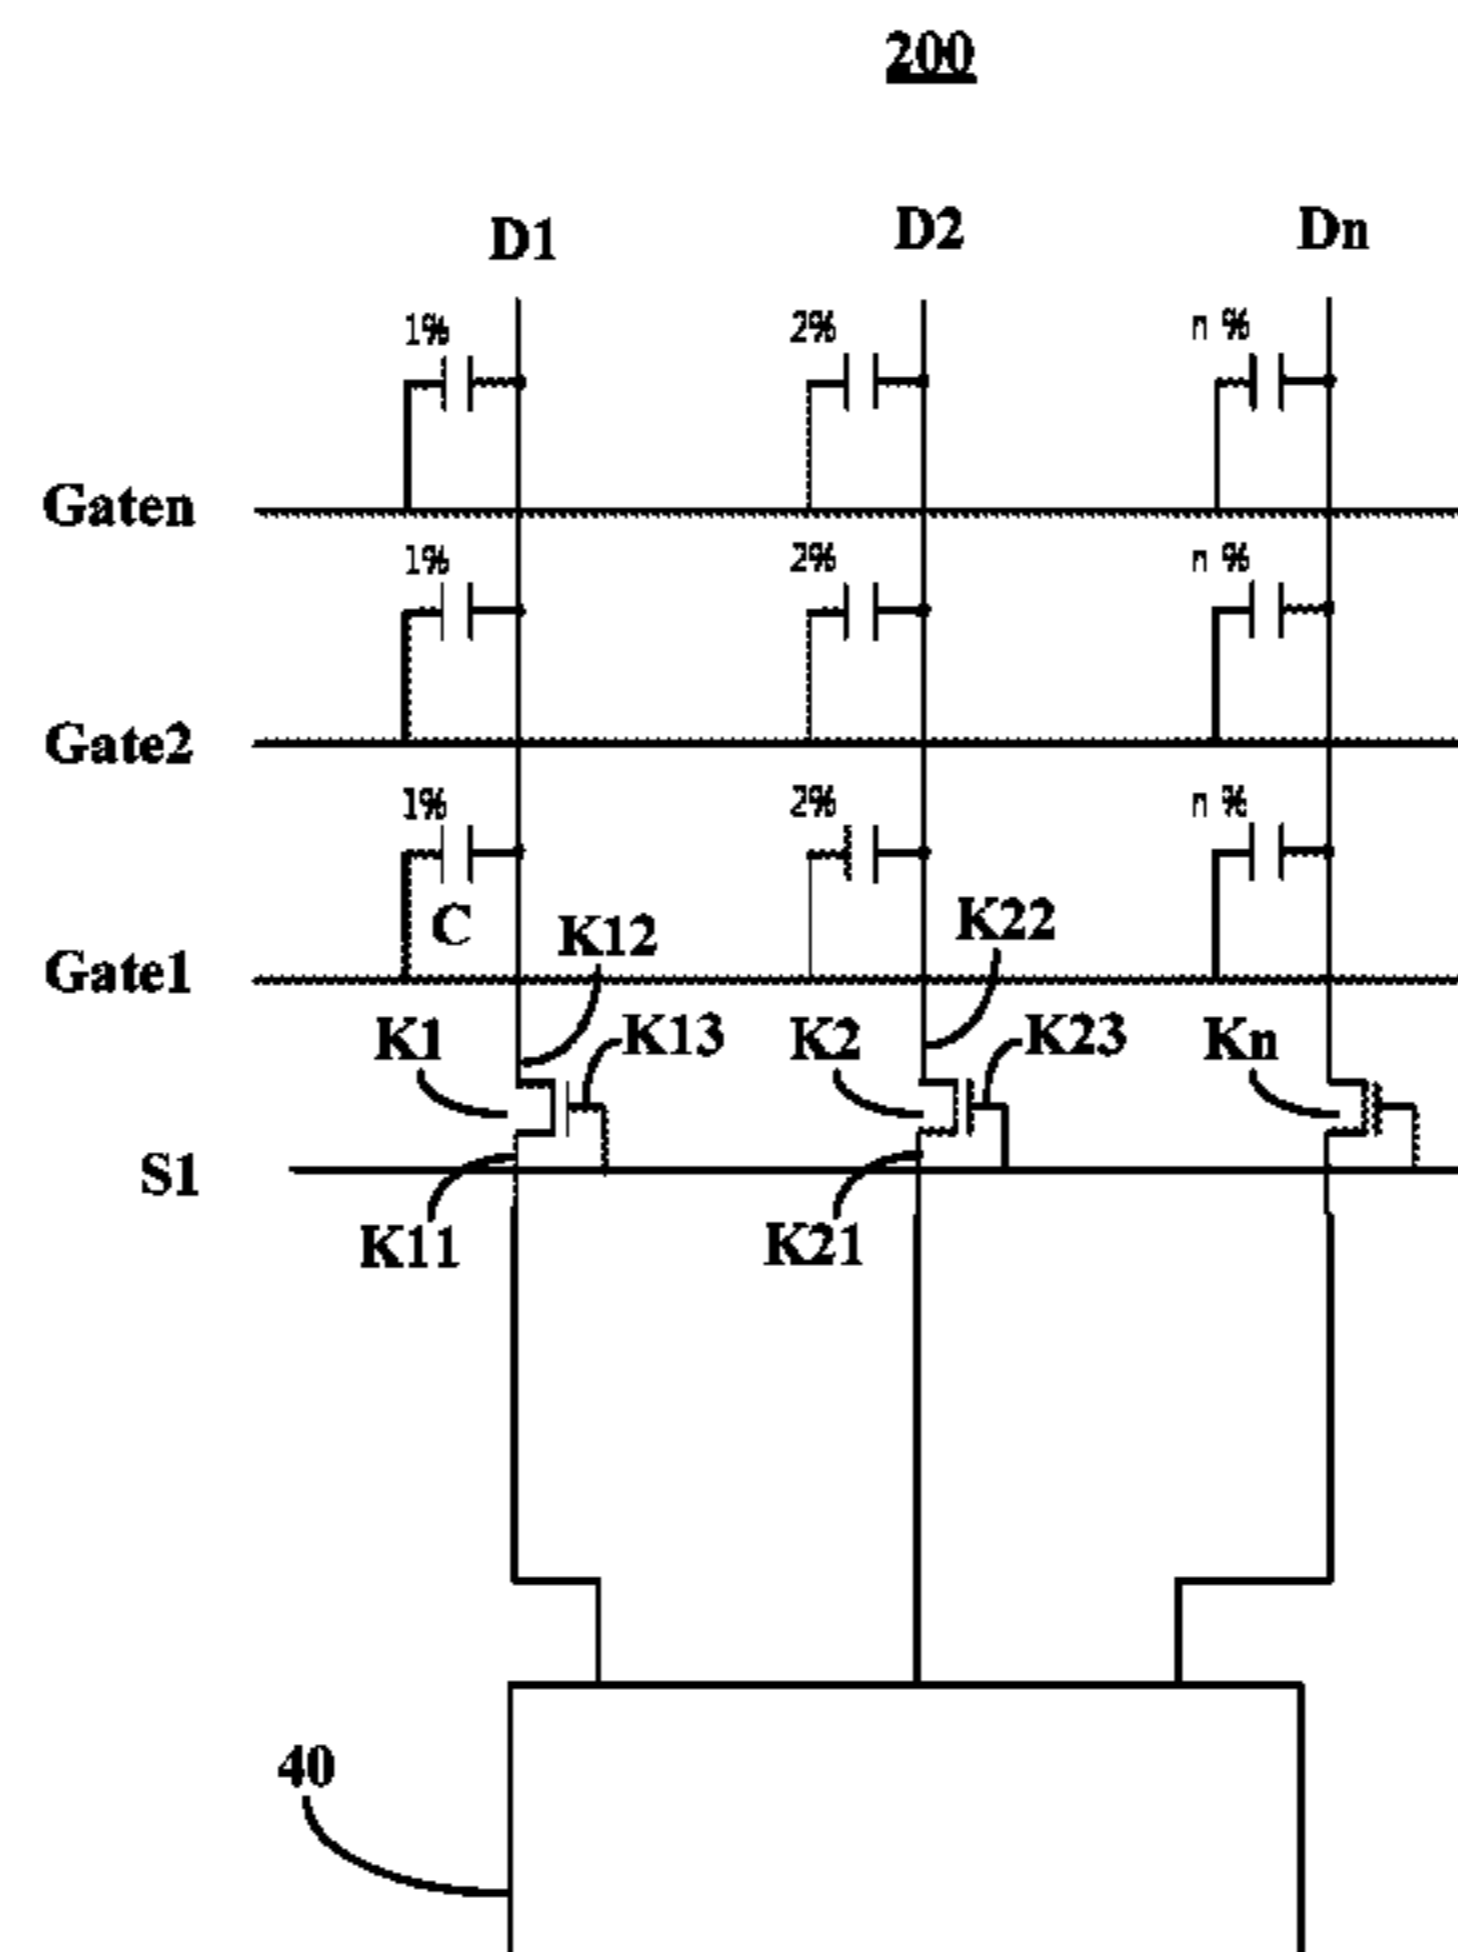 200
D1 D2 Dn
1% 2% n %
Gaten
1% 2% n %
Gate2
1% 2% n %
C K12 K22
Gate1
K1 K13 K2 K23 Kn
S1
K11 K21
40